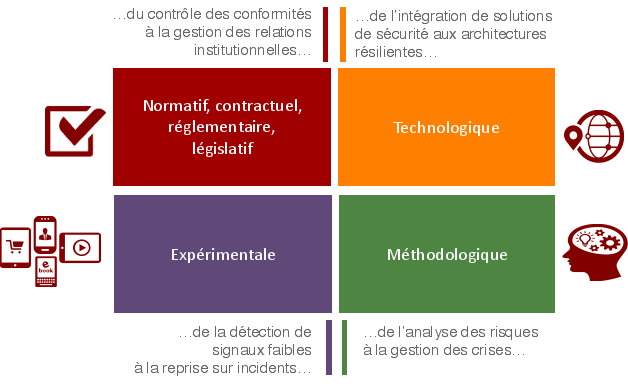 …du contrôle des conformités
à la gestion des relations
institutionnelles…
…de l'intégration de solutions
de sécurité aux architectures
résilientes…
Normatif, contractuel,
réglementaire,
législatif
Technologique
Expérimentale
Méthodologique
e
book
…de la détection de
signaux faibles
à la reprise sur incidents…
…de l'analyse des risques
à la gestion des crises…